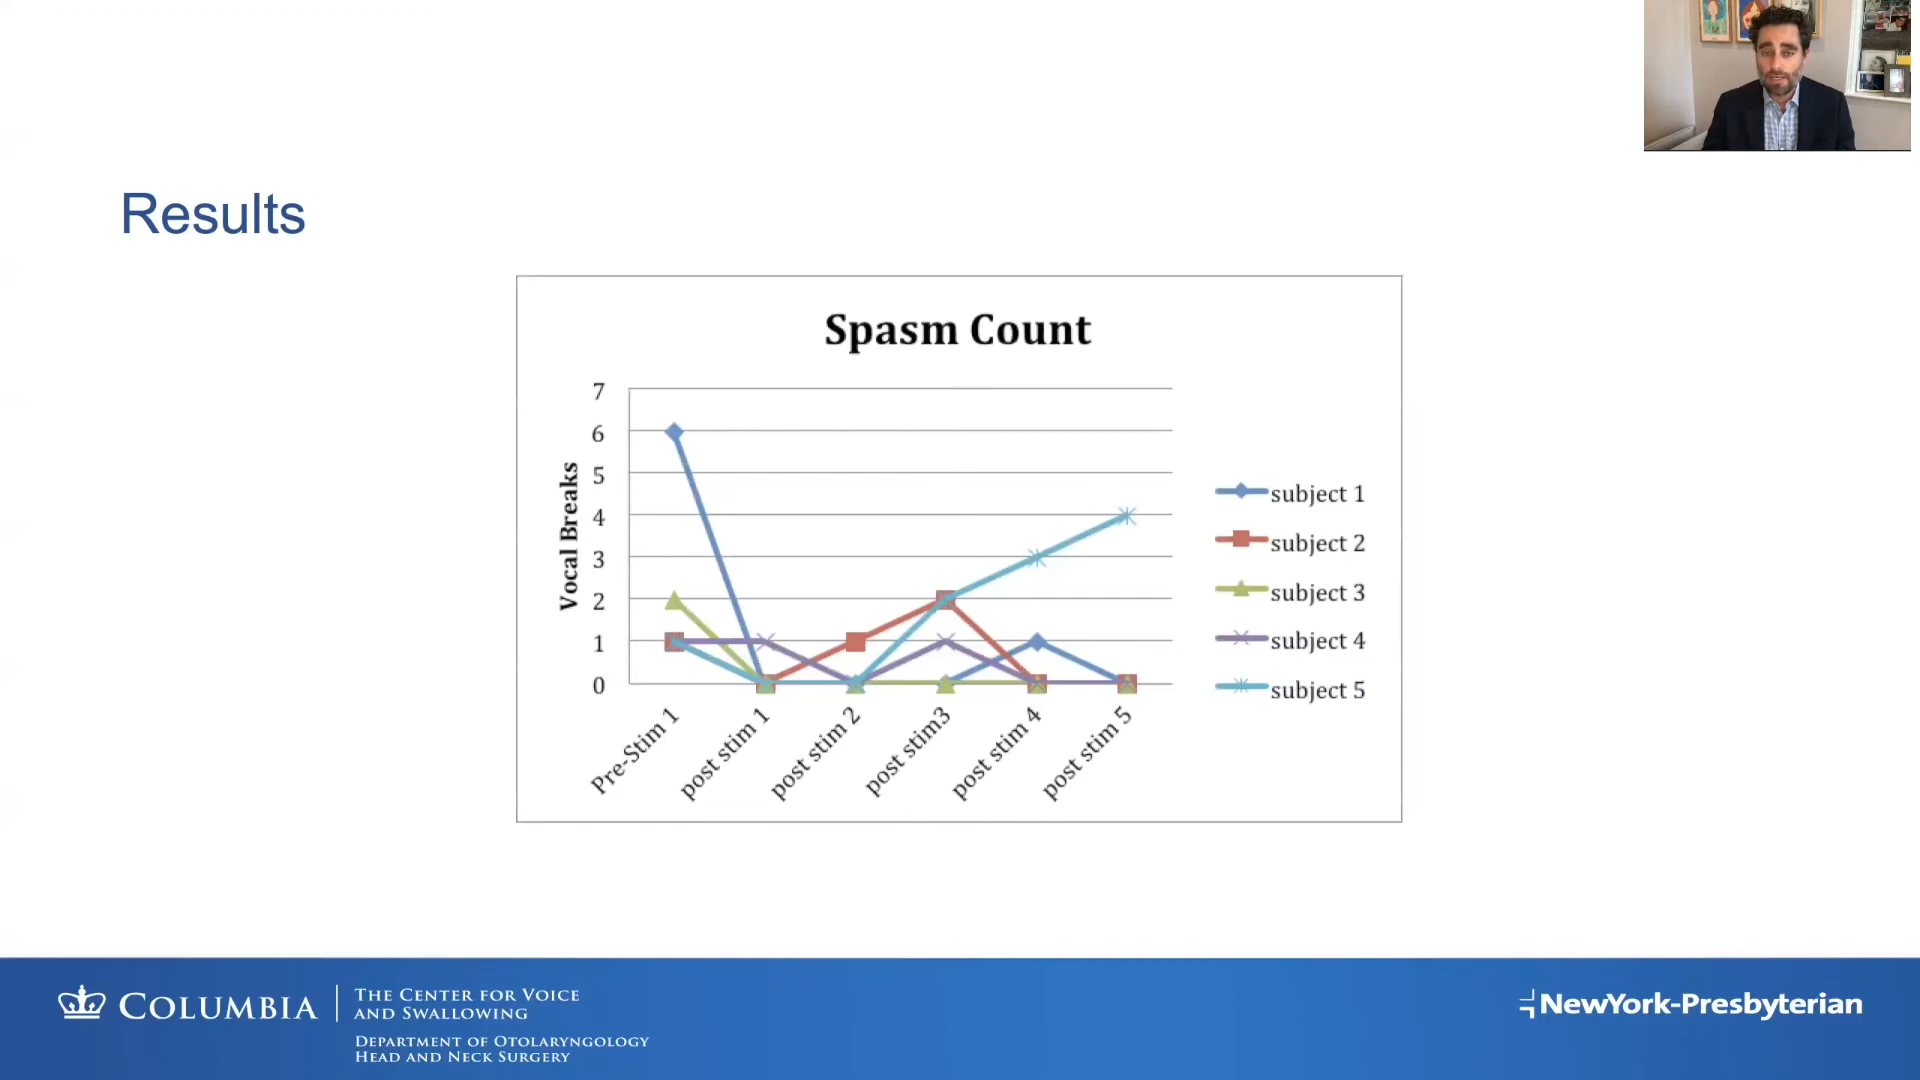 Results
Spasm Count
Vocal Breaks
7
6
5
4
3
2
1
0
Pre-Stim 1
post stim 1
post stim 2
post stim3
post stim 4
post stim 5
subject 1
subject 2
subject 3
subject 4
subject 5
COLUMBIA
THE CENTER FOR VOICE
AND SWALLOWING
DEPARTMENT OF OTOLARYNGOLOGY
HEAD AND NECK SURGERY
NewYork-Presbyterian